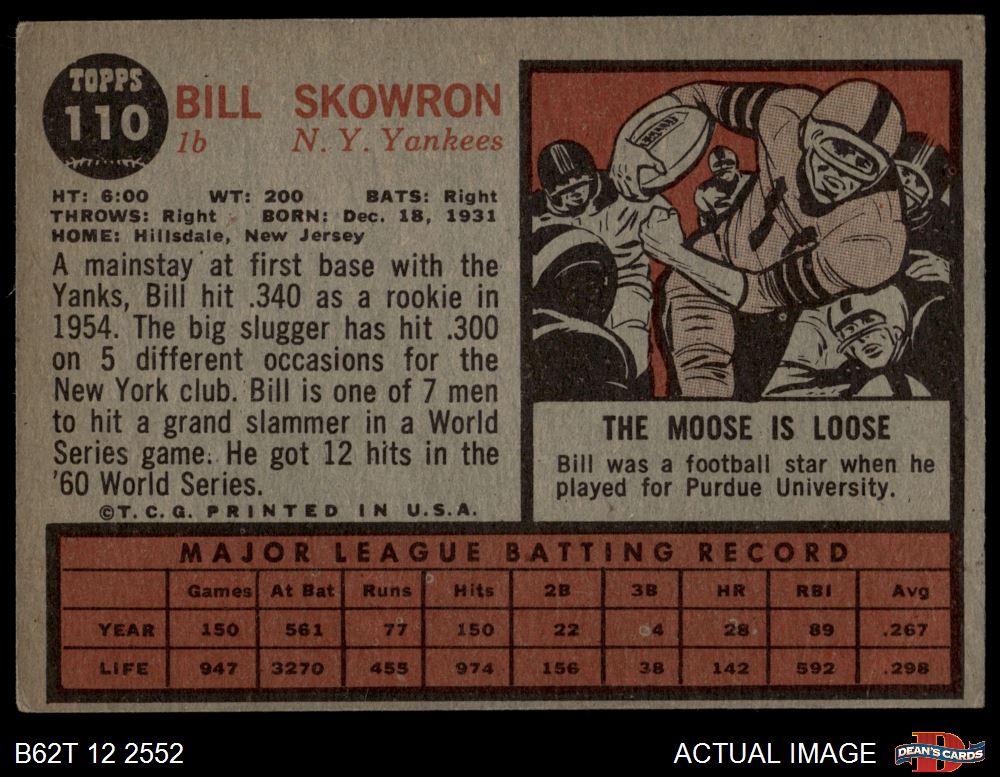 TOPPS
110
BILL SKOWRON
1b N. Y. Yankees
HT: 6:00 WT: 200 BATS: Right
THROWS: Right BORN: Dec. 18, 1931
HOME: Hillsdale, New Jersey
A mainstay at first base with the
Yanks, Bill hit .340 as a rookie in
1954. The big slugger has hit .300
on 5 different occasions for the
New York club. Bill is one of 7 men
to hit a grand slammer in a World
Series game. He got 12 hits in the
'60 World Series.
©T. C. G. PRINTED IN U.S.A.
THE MOOSE IS LOOSE
Bill was a football star when he
played for Purdue University.
MAJOR LEAGUE BATTING RECORD
Games At Bat Runs Hits 2B 3B HR RBI Avg
YEAR 150 561 77 150 22 4 28 89 .267
LIFE 947 3270 455 974 156 38 142 592 .298
B62T 12 2552
ACTUAL IMAGE
D
DEAN'S CARDS